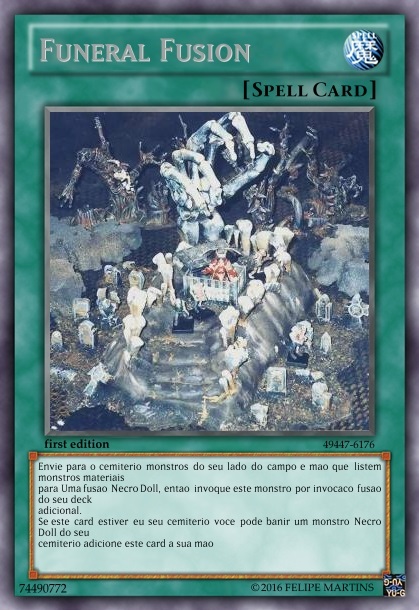 FUNERAL FUSION
魔
[SPELL CARD]
first edition
49447-6176
Envie para o cemiterio monstros do seu lado do campo e mao que listem
monstros materiais
para Uma fusao Necro Doll, entao invoque este monstro por invocaco fusao
do seu deck
adicional.
Se este card estiver eu seu cemiterio voce pode banir um monstro Necro
Doll do seu
cemiterio adicione este card a sua mao
74490772
©2016 FELIPE MARTINS
YU-G